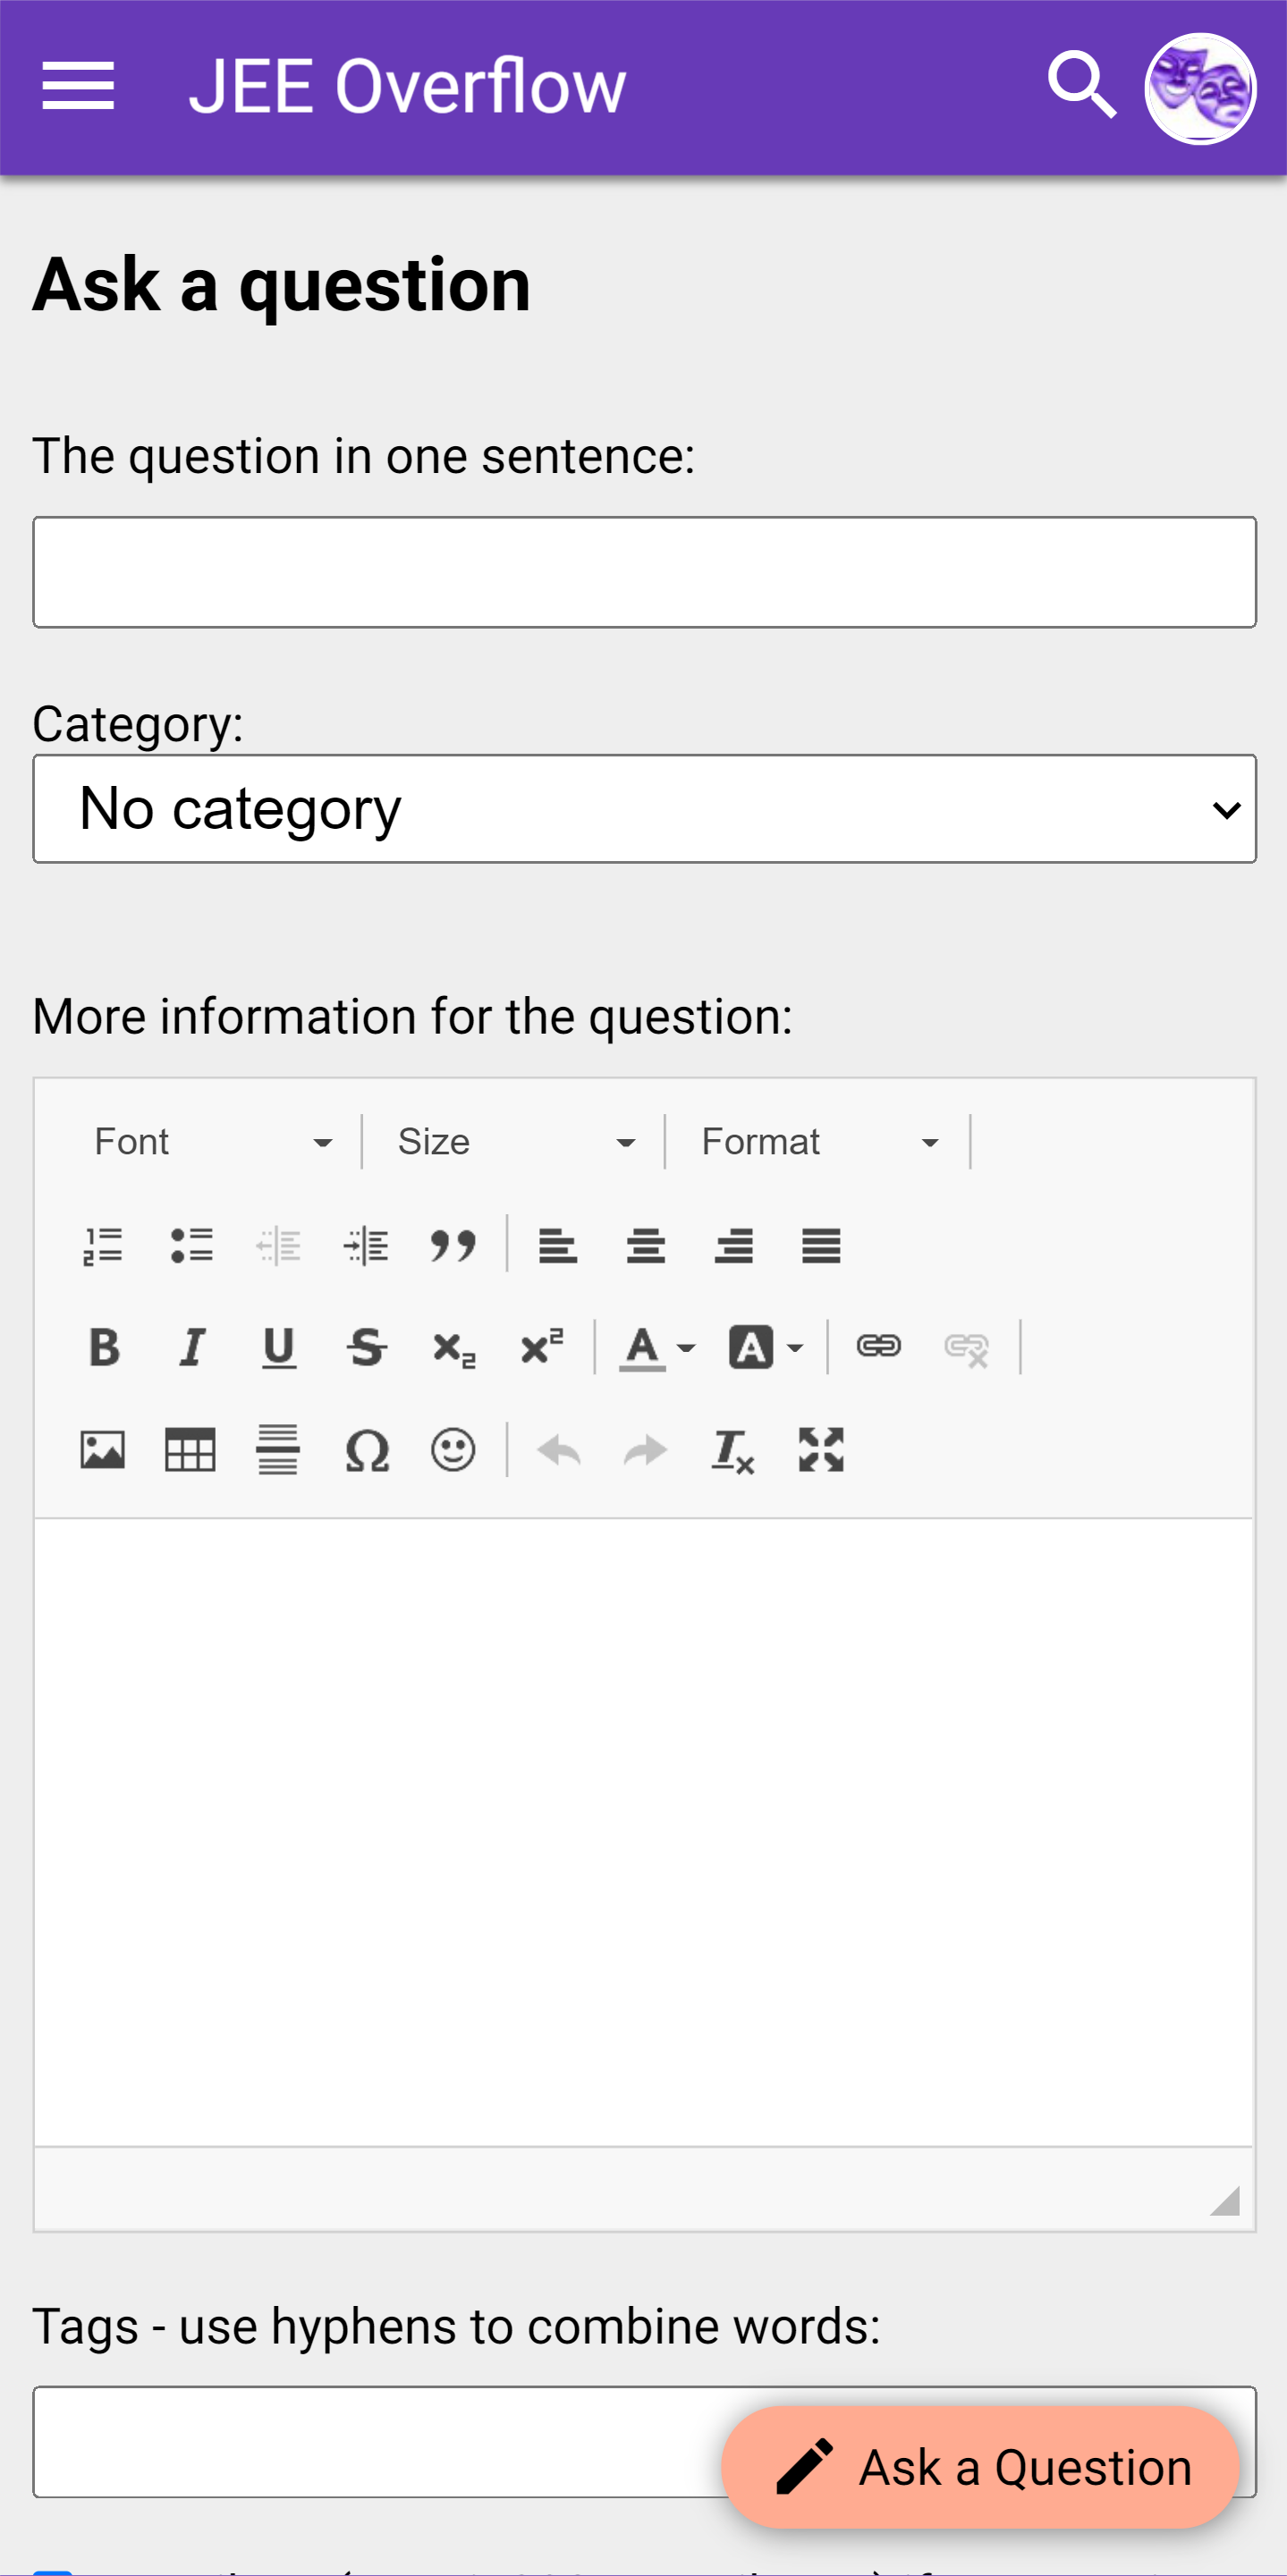 JEE Overflow
Ask a question
The question in one sentence:
Category:
No category
More information for the question:
Font Size Format
Tags - use hyphens to combine words:
Ask a Question